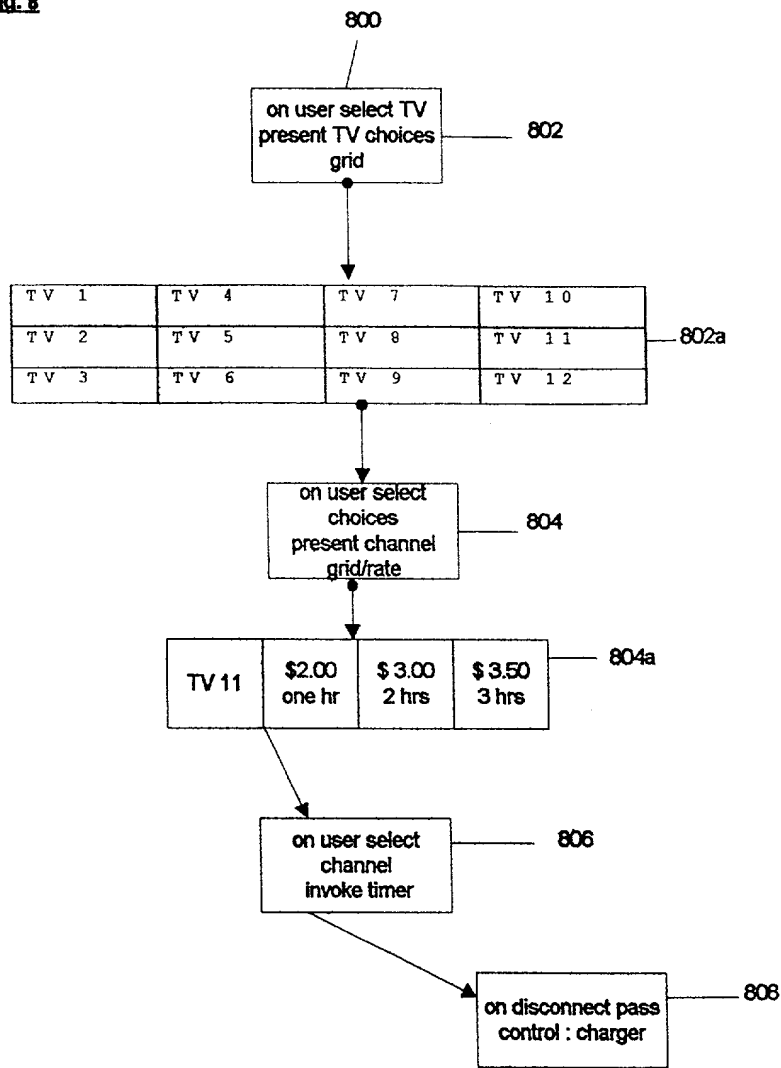 Fig. 8
800
on user select TV
present TV choices
grid
802
TV 1 TV 4 TV 7 TV 10
TV 2 TV 5 TV 8 TV 11
TV 3 TV 6 TV 9 TV 12
802a
on user select
choices
present channel
grid/rate
804
TV 11 $2.00 $ 3.00 $ 3.50
one hr 2 hrs 3 hrs
804a
on user select
channel
invoke timer
806
on disconnect pass
control : charger
808